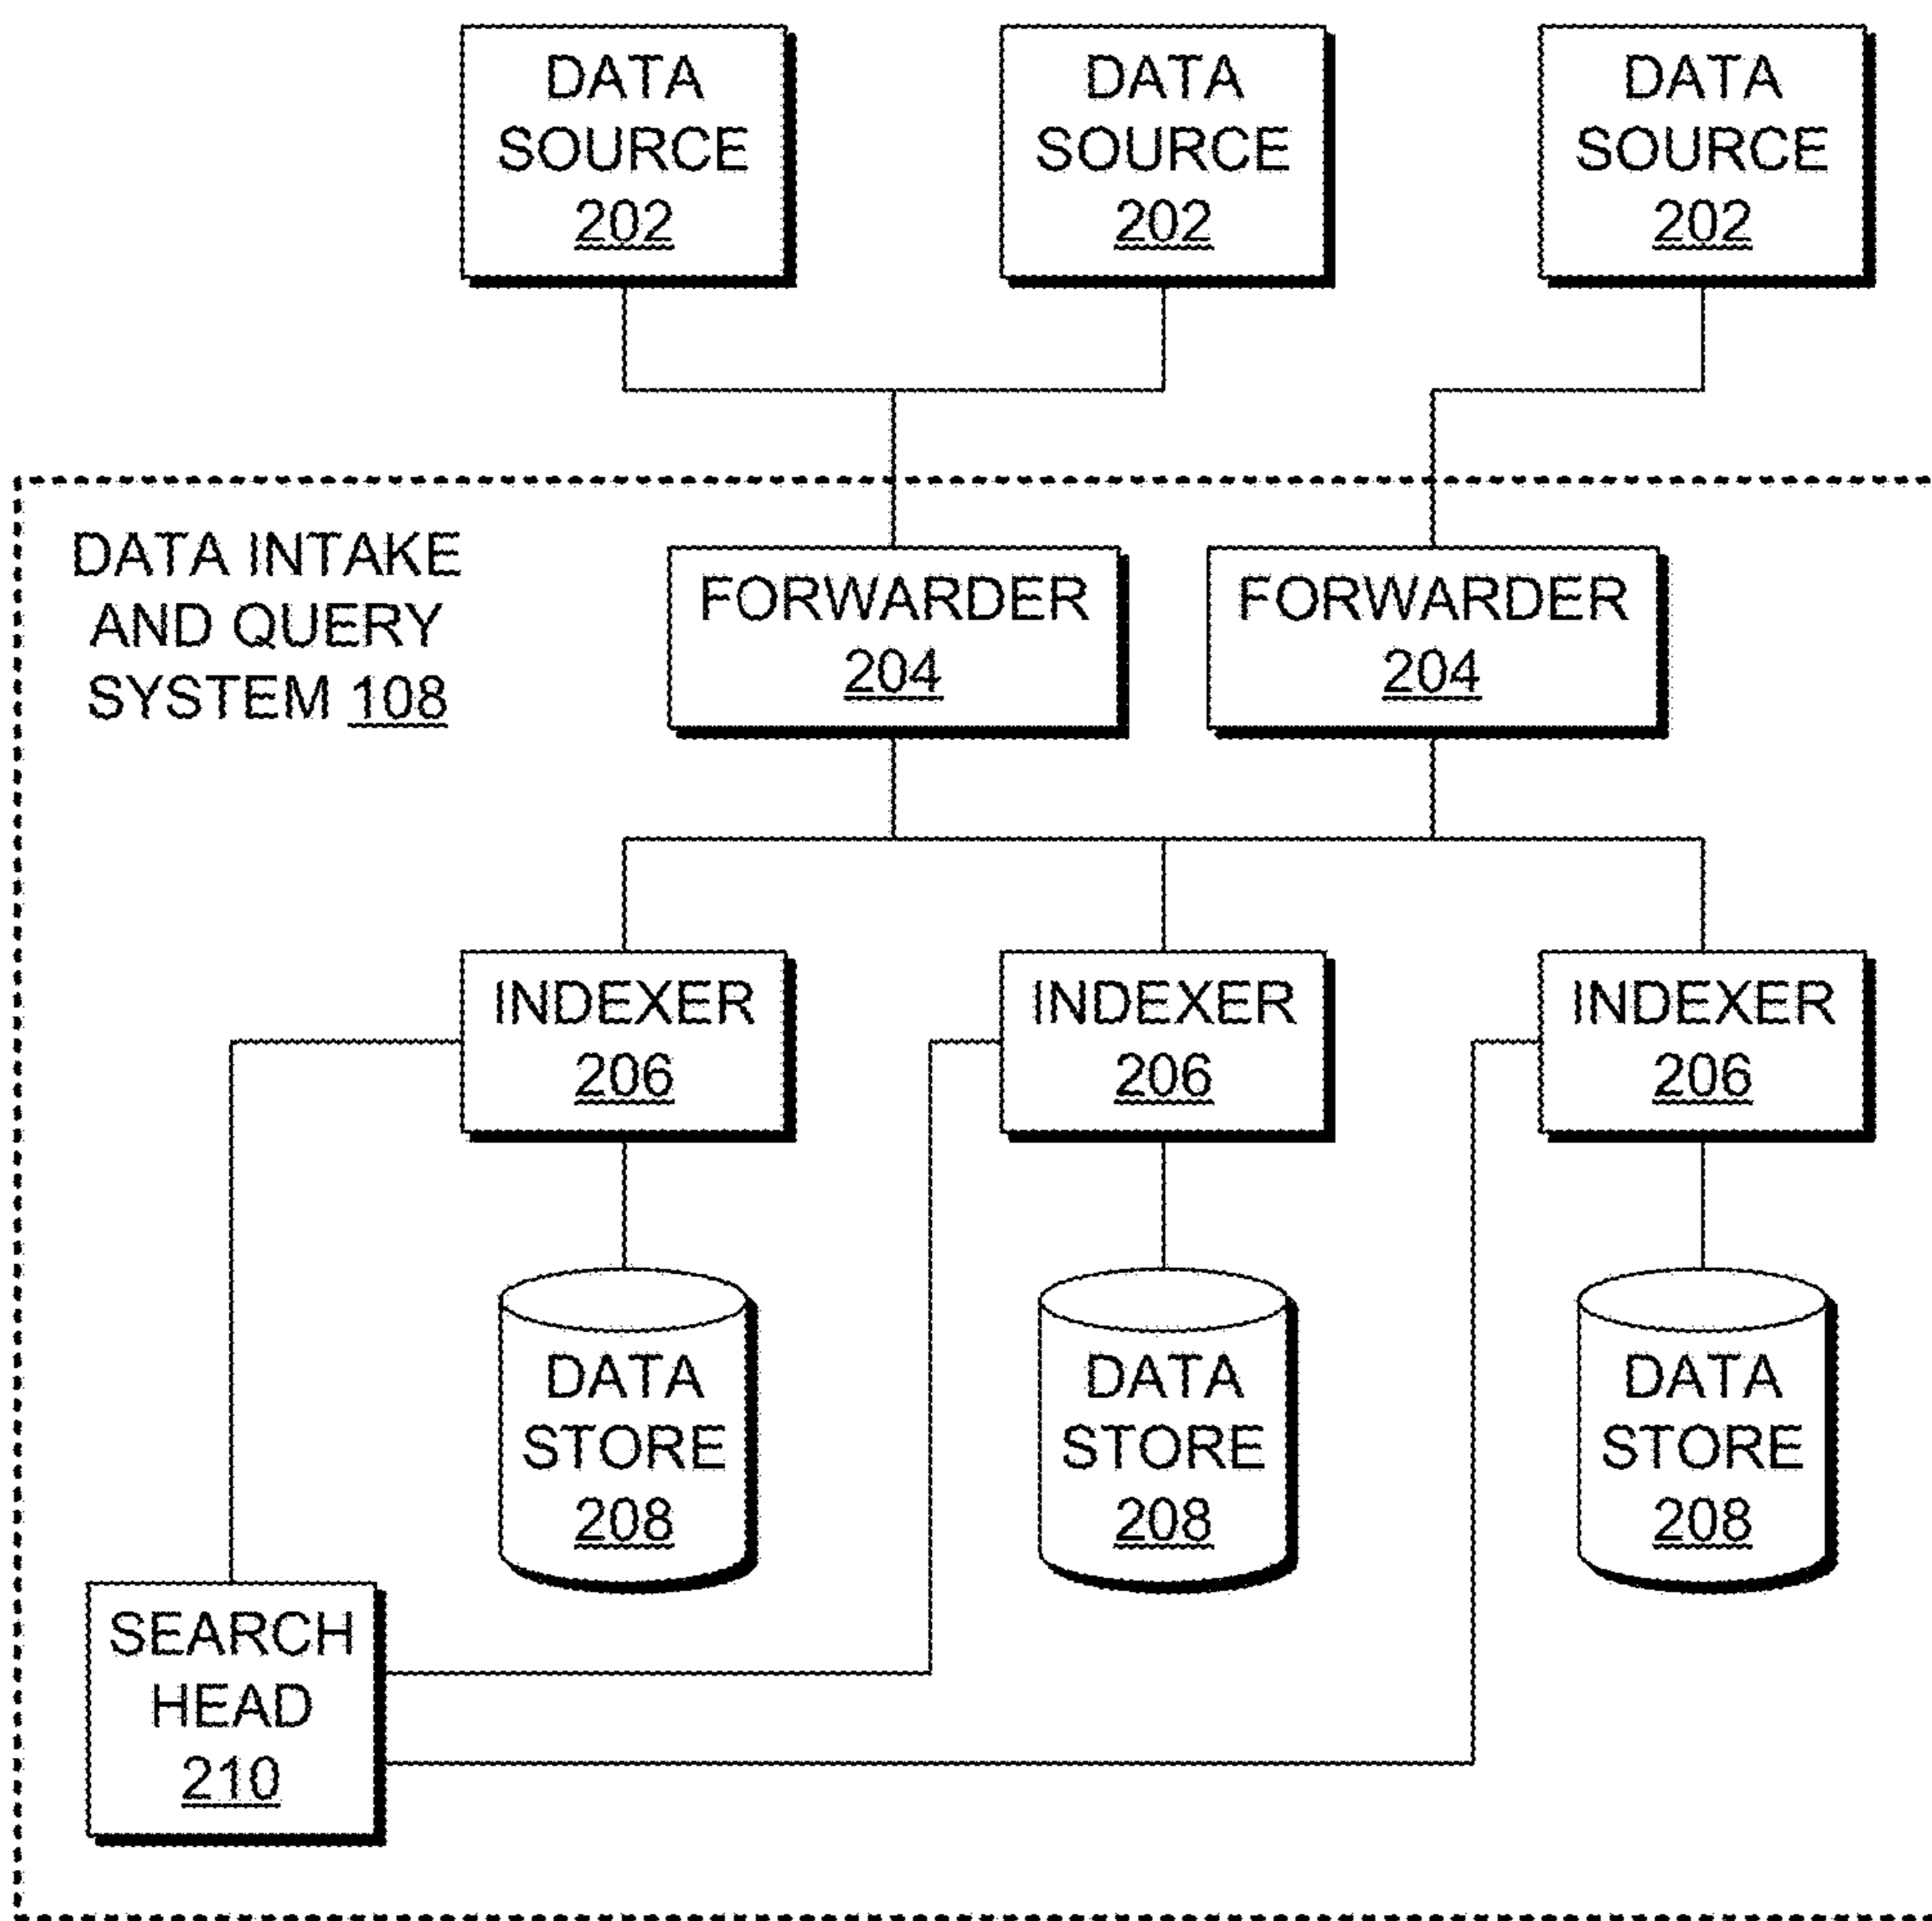 DATA
SOURCE
202
DATA
SOURCE
202
DATA
SOURCE
202
DATA INTAKE
AND QUERY
SYSTEM 108
FORWARDER
204
FORWARDER
204
INDEXER
206
INDEXER
206
INDEXER
206
DATA
STORE
208
DATA
STORE
208
DATA
STORE
208
SEARCH
HEAD
210